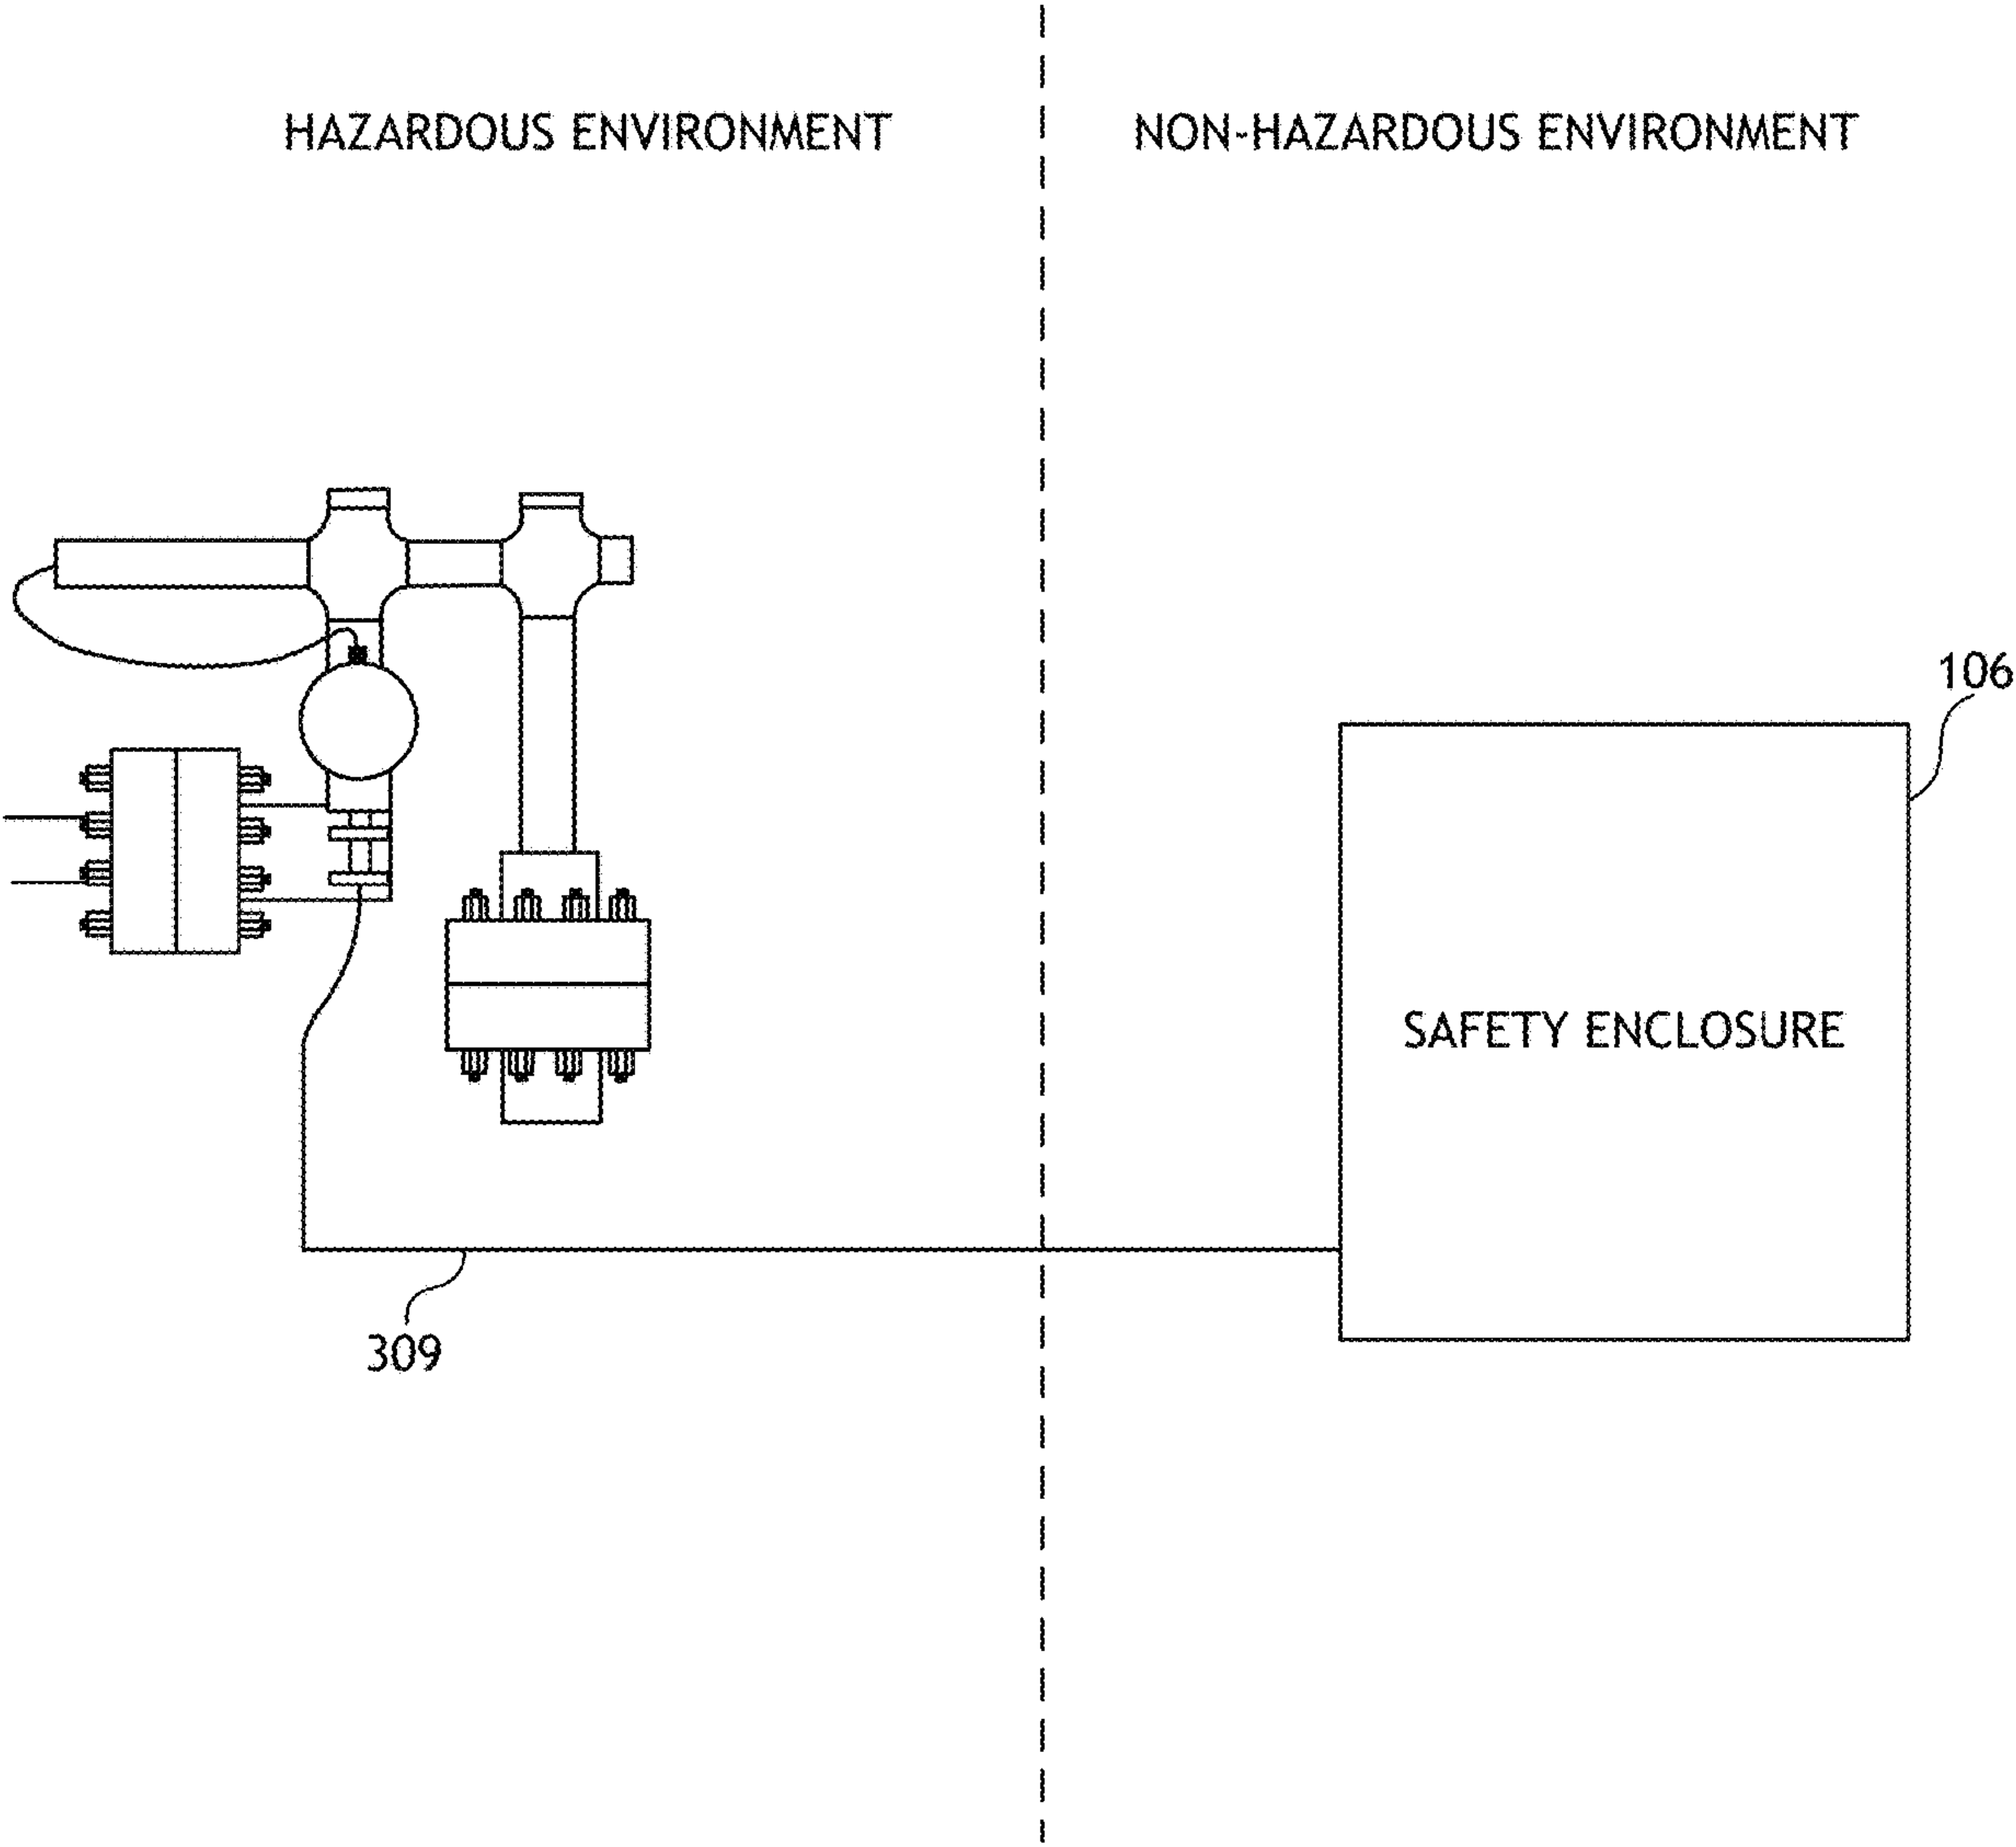 HAZARDOUS ENVIRONMENT
NON-HAZARDOUS ENVIRONMENT
106
SAFETY ENCLOSURE
309